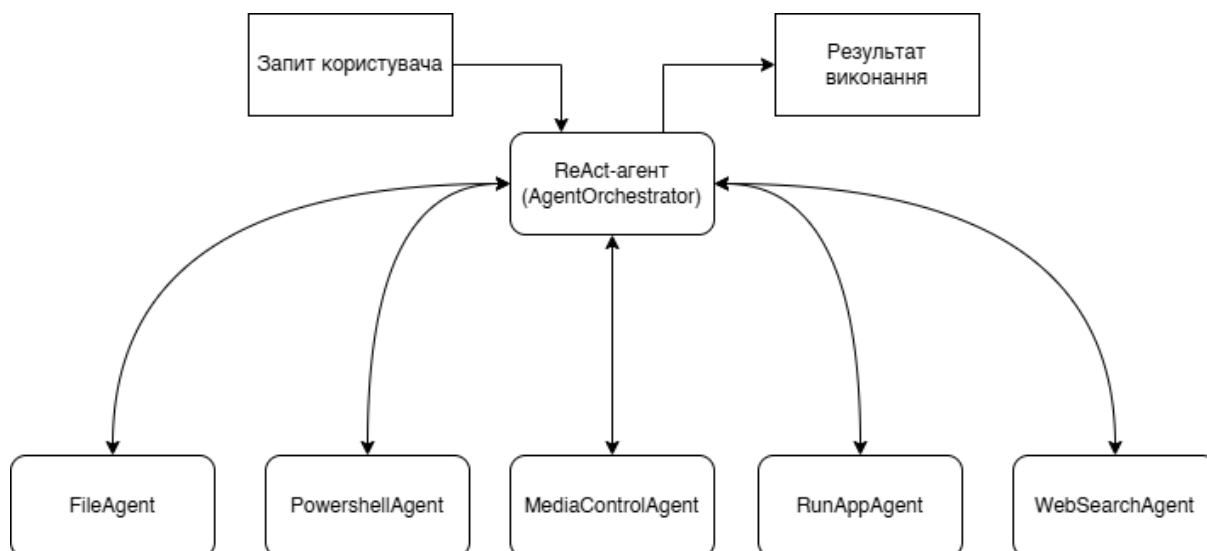 Запит користувача
Результат
виконання
ReAct-агент
(AgentOrchestrator)
FileAgent
PowershellAgent
MediaControlAgent
RunAppAgent
WebSearchAgent